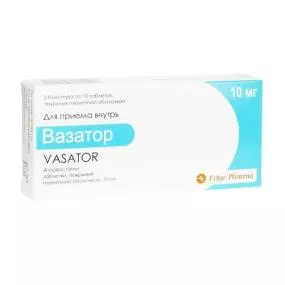 3 блистера по 10 таблеток,
покрытых пленочной оболочкой
10 мг
Для приема внутрь
Вазатор
VASATOR
Аторвастатин
таблетки, покрытые
пленочной оболочкой, 10 мг
Edge Pharma